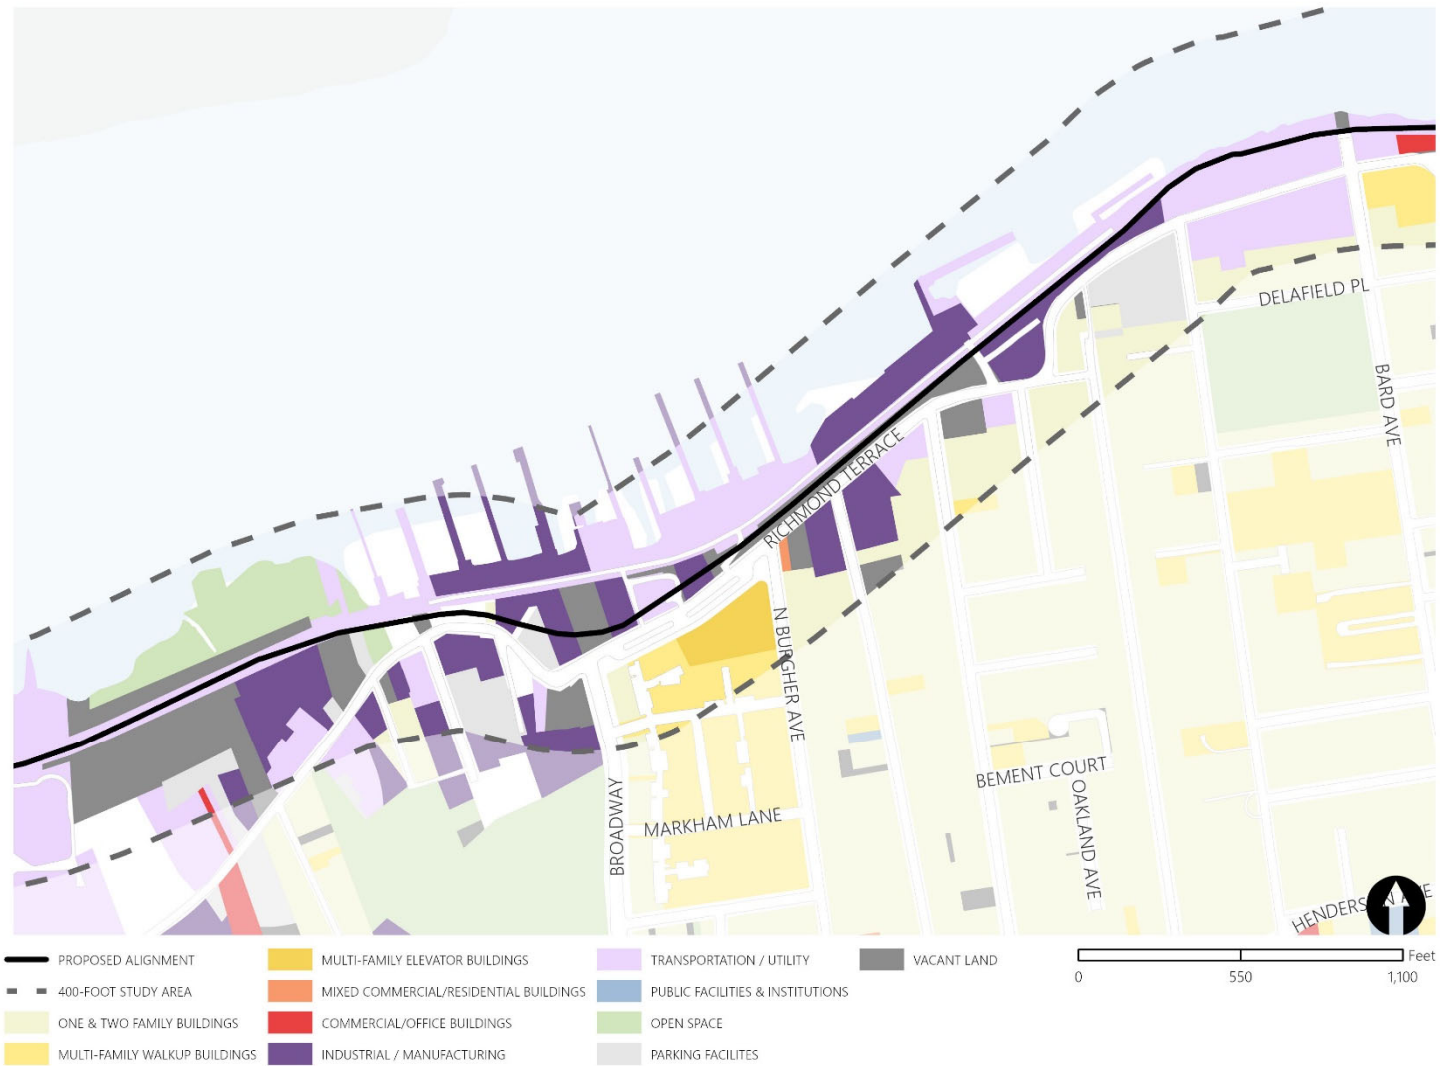 DELAFIELD PL
BARD AVE
RICHMOND TERRACE
N BURGHER AVE
BEMENT COURT
OAKLAND AVE
BROADWAY
MARKHAM LANE
PROPOSED ALIGNMENT
MULTI-FAMILY ELEVATOR BUILDINGS
TRANSPORTATION / UTILITY
VACANT LAND
Feet
0 550 1,100
400-FOOT STUDY AREA
MIXED COMMERCIAL/RESIDENTIAL BUILDINGS
PUBLIC FACILITIES & INSTITUTIONS
ONE & TWO FAMILY BUILDINGS
COMMERCIAL/OFFICE BUILDINGS
OPEN SPACE
MULTI-FAMILY WALKUP BUILDINGS
INDUSTRIAL / MANUFACTURING
PARKING FACILITES